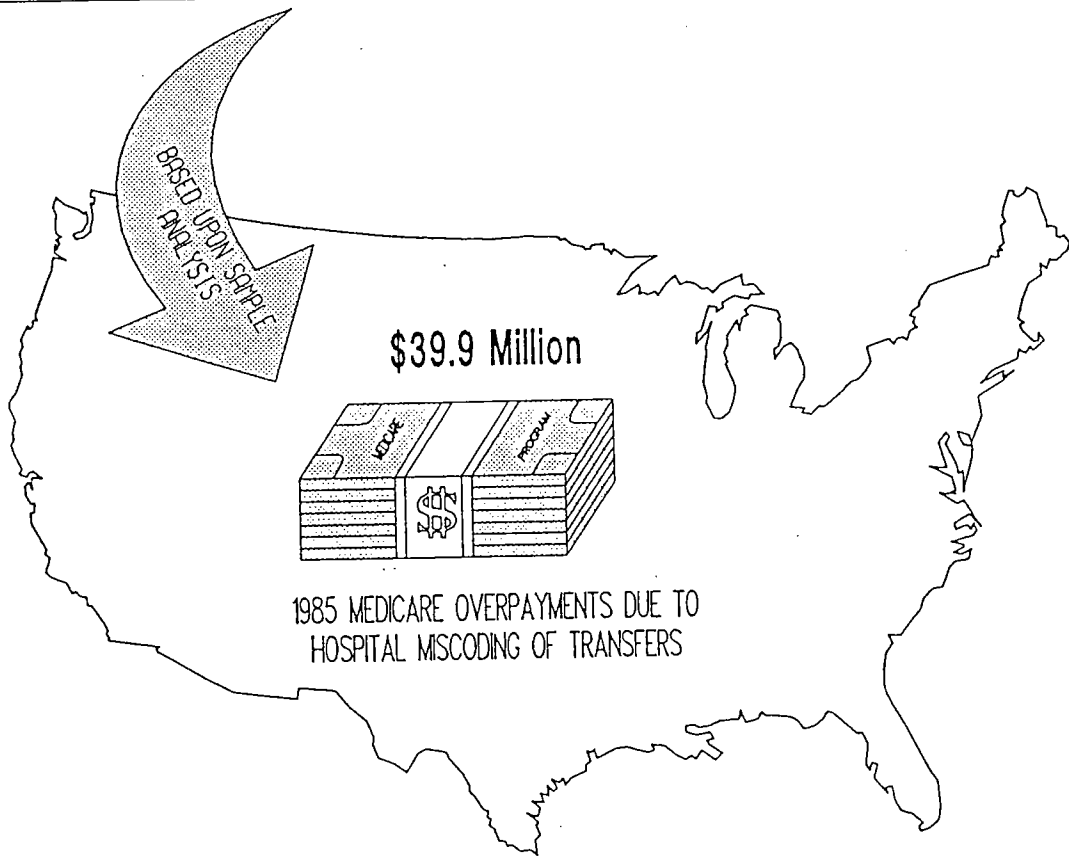 BASED UPON SAMPLE
ANALYSIS
$39.9 Million
MEDICARE
PROGRAM
$
1985 MEDICARE OVERPAYMENTS DUE TO
HOSPITAL MISCODING OF TRANSFERS